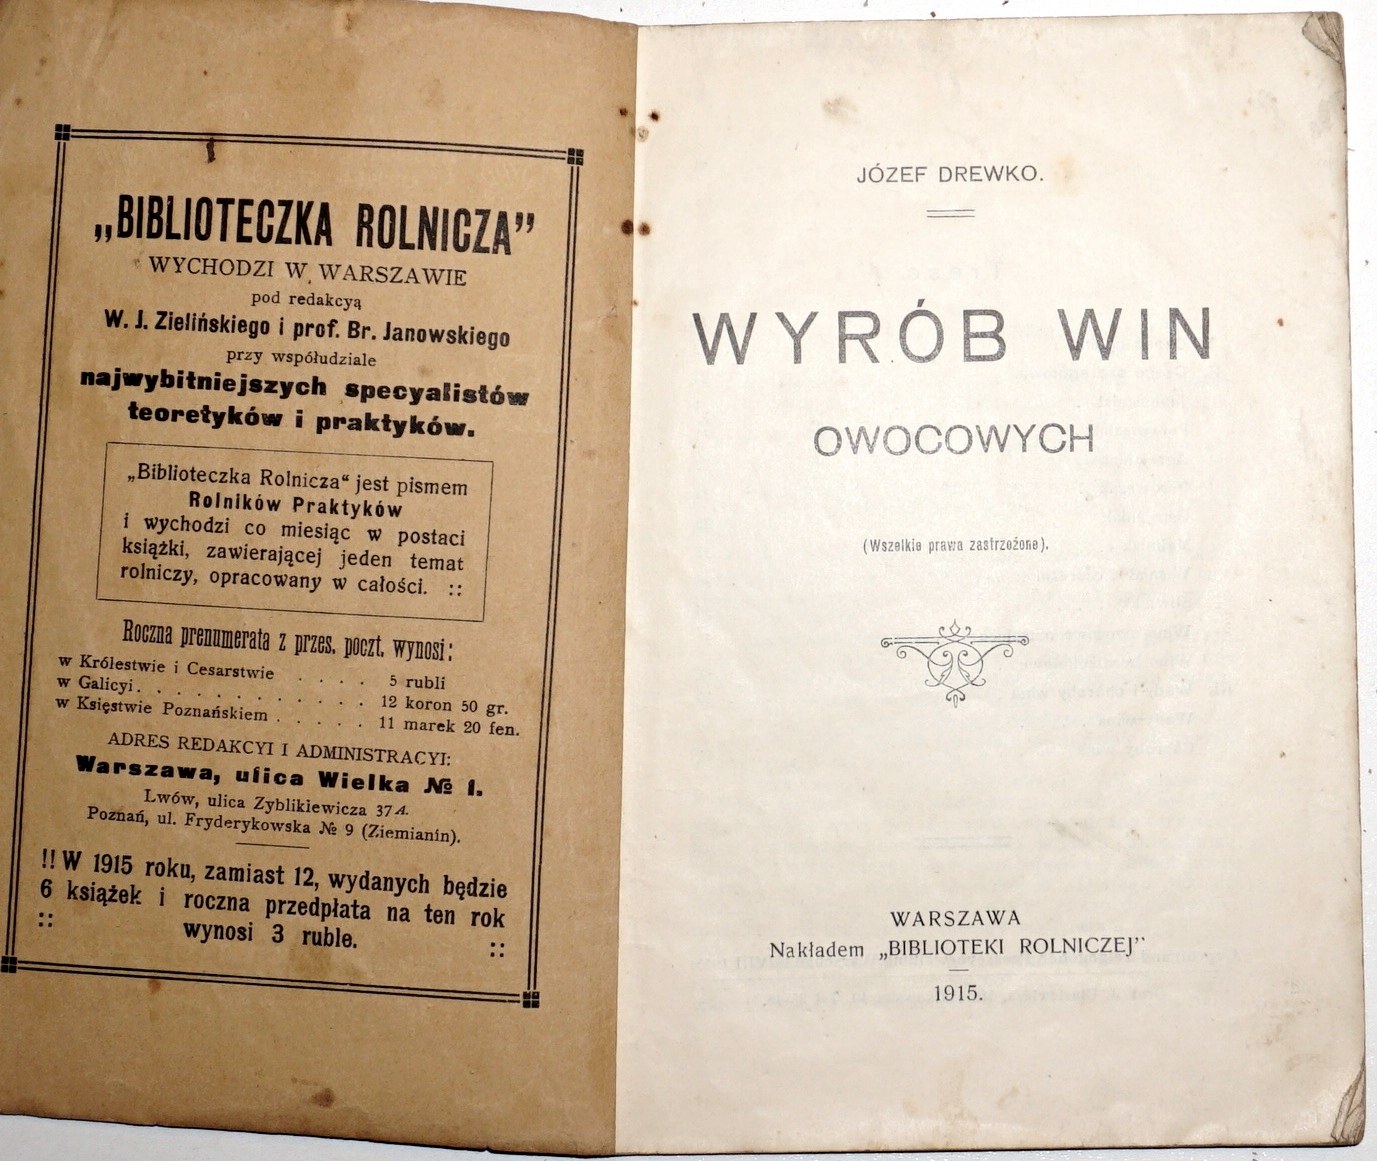 „BIBLIOTECZKA ROLNICZA”
WYCHODZI W WARSZAWIE
pod redakcyą
W. J. Zielińskiego i prof. Br. Janowskiego
przy współudziale
najwybitniejszych specyalistów
teoretyków i praktyków.
„Biblioteczka Rolnicza“ jest pismem
Rolników Praktyków
i wychodzi co miesiąc w postaci
książki, zawierającej jeden temat
rolniczy, opracowany w całości. ::
Roczna prenumerata z przes. poczt. wynosi:
w Królestwie i Cesarstwie . . . . 5 rubli
w Galicyi . . . . . . . . . . 12 koron 50 gr.
w Księstwie Poznańskiem . . . . . 11 marek 20 fen.
ADRES REDAKCYI I ADMINISTRACYI:
Warszawa, ulica Wielka № 1.
Lwów, ulica Zyblikiewicza 37 A.
Poznań, ul. Fryderykowska № 9 (Ziemianin).
!! W 1915 roku, zamiast 12, wydanych będzie
6 książek i roczna przedpłata na ten rok
:: wynosi 3 ruble. ::
JÓZEF DREWKO.
WYRÓB WIN
OWOCOWYCH
(Wszelkie prawa zastrzeżone).
WARSZAWA
Nakładem „BIBLIOTEKI ROLNICZEJ”
1915.